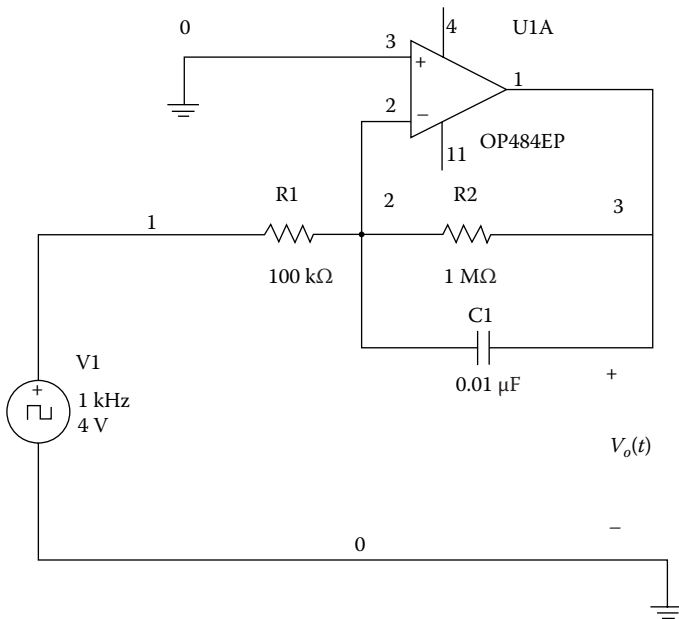 0
3
4
U1A
+
1
2
−
11
OP484EP
R1
2
R2
3
1
100 kΩ
1 MΩ
C1
0.01 µF
+
V1
+
1 kHz
4 V
Vo(t)
−
0